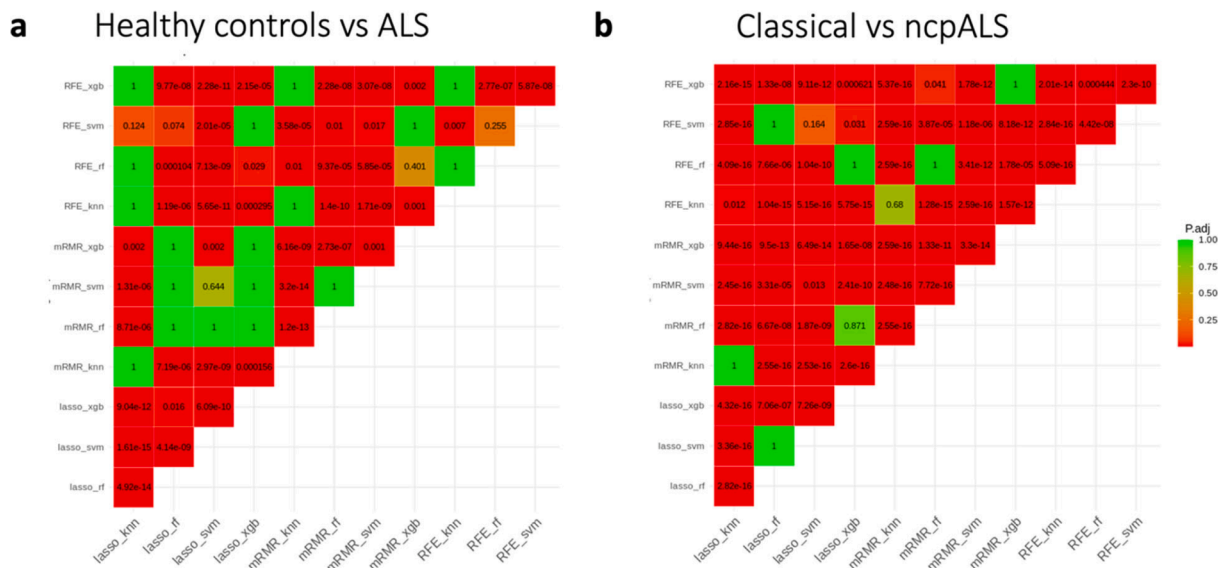 a Healthy controls vs ALS
RFE_xgb 1 9.77e-06 2.28e-11 2.15e-05 1 2.28e-08 3.07e-08 0.002 1 2.77e-07 5.87e-08
RFE_svm 0.124 0.074 2.01e-05 1 3.58e-05 0.01 0.017 1 0.007 0.255
RFE_rf 1 0.000104 7.13e-09 0.029 0.01 9.37e-05 5.85e-05 0.401 1
RFE_knn 1 1.19e-06 5.65e-11 0.000295 1 1.4e-10 1.71e-09 0.001
mRMR_xgb 0.002 1 0.002 1 6.16e-09 2.73e-07 0.001
mRMR_svm 1.31e-06 1 0.644 1 3.2e-14 1
mRMR_rf 8.71e-06 1 1 1 1.2e-13
mRMR_knn 1 7.19e-06 2.97e-09 0.000156
lasso_xgb 9.04e-12 0.016 6.09e-10
lasso_svm 1.61e-15 4.14e-09
lasso_rf 4.92e-14
lasso_knn lasso_rf lasso_svm lasso_xgb mRMR_knn mRMR_rf mRMR_svm mRMR_xgb RFE_knn RFE_rf RFE_svm
b Classical vs ncpALS
RFE_xgb 2.16e-15 1.33e-08 9.11e-12 0.000621 5.37e-16 0.041 1.78e-12 1 2.01e-14 0.000444 2.3e-10
RFE_svm 2.85e-16 1 0.164 0.031 2.59e-16 3.87e-05 1.18e-06 8.18e-12 2.84e-16 4.42e-08
RFE_rf 4.09e-16 7.66e-06 1.04e-10 1 2.59e-16 1 3.41e-12 1.78e-05 5.09e-16
RFE_knn 0.012 1.04e-15 5.15e-16 5.75e-15 0.68 1.28e-15 2.59e-16 1.57e-12
mRMR_xgb 9.44e-16 9.5e-13 6.49e-14 1.65e-08 2.59e-16 1.33e-11 3.3e-14
mRMR_svm 2.45e-16 3.31e-05 0.013 2.41e-10 2.48e-16 7.72e-16
mRMR_rf 2.82e-16 6.67e-08 1.87e-09 0.871 2.55e-16
mRMR_knn 1 2.55e-16 2.53e-16 2.6e-16
lasso_xgb 4.32e-16 7.06e-07 7.26e-09
lasso_svm 3.36e-16 1
lasso_rf 2.82e-16
lasso_knn lasso_rf lasso_svm lasso_xgb mRMR_knn mRMR_rf mRMR_svm mRMR_xgb RFE_knn RFE_rf RFE_svm
P.adj
1.00
0.75
0.50
0.25